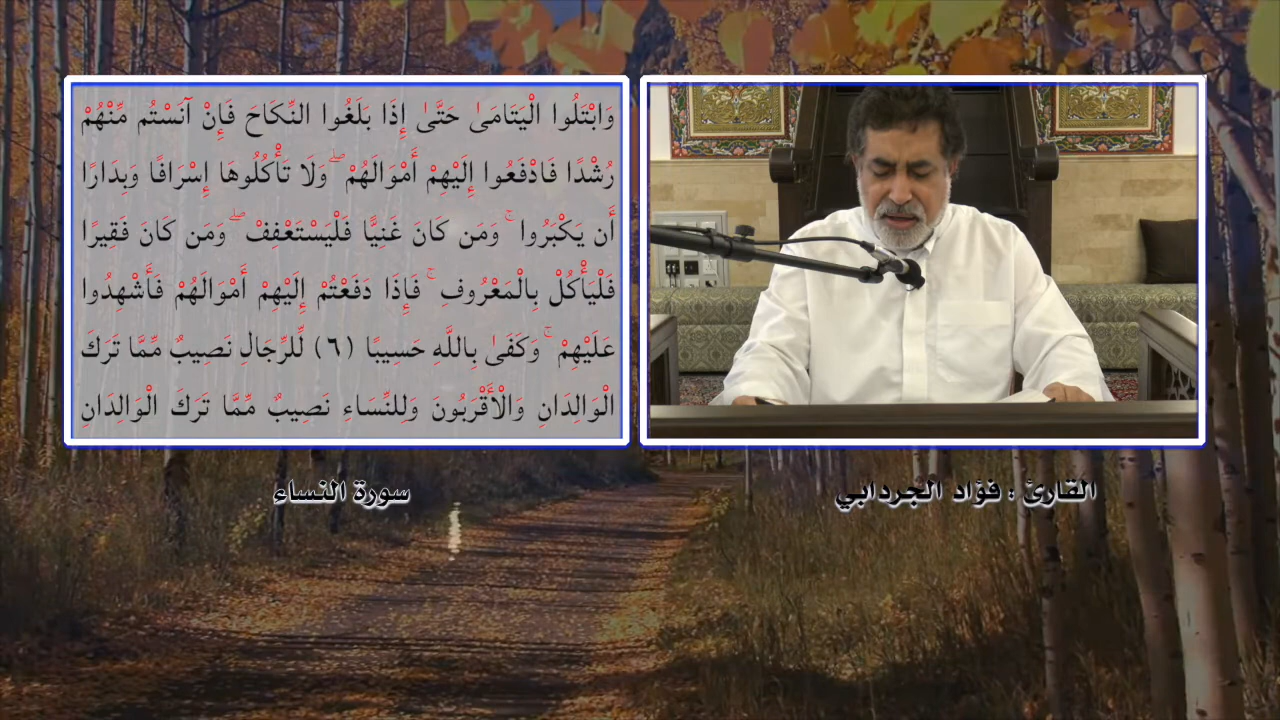 وَابْتَلُوا الْيَتَامَىٰ حَتَّىٰ إِذَا بَلَغُوا النِّكَاحَ فَإِنْ آنَسْتُم مِّنْهُمْ
رُشْدًا فَادْفَعُوا إِلَيْهِمْ أَمْوَالَهُمْ ۖ وَلَا تَأْكُلُوهَا إِسْرَافًا وَبِدَارًا
أَن يَكْبَرُوا ۚ وَمَن كَانَ غَنِيًّا فَلْيَسْتَعْفِفْ ۖ وَمَن كَانَ فَقِيرًا
فَلْيَأْكُلْ بِالْمَعْرُوفِ ۚ فَإِذَا دَفَعْتُمْ إِلَيْهِمْ أَمْوَالَهُمْ فَأَشْهِدُوا
عَلَيْهِمْ ۚ وَكَفَىٰ بِاللَّهِ حَسِيبًا (٦) لِّلرِّجَالِ نَصِيبٌ مِّمَّا تَرَكَ
الْوَالِدَانِ وَالْأَقْرَبُونَ وَلِلنِّسَاءِ نَصِيبٌ مِّمَّا تَرَكَ الْوَالِدَانِ
القارئ : فؤاد الجردابي
سورة النساء